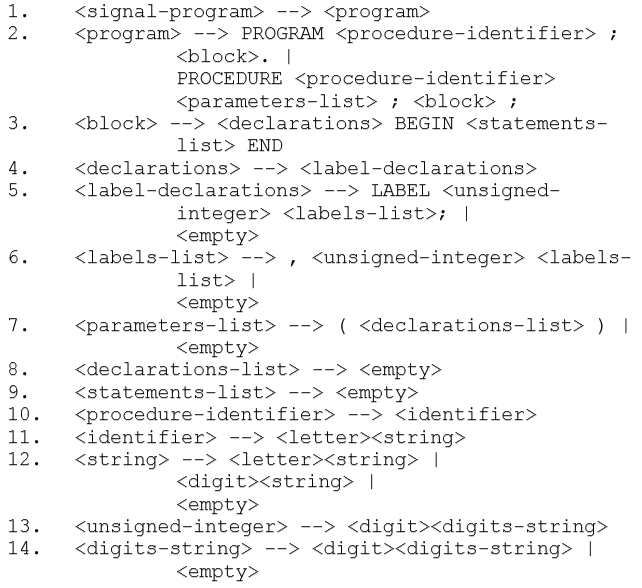 1. <signal-program> --> <program>
2. <program> --> PROGRAM <procedure-identifier> ;
<block>. |
PROCEDURE <procedure-identifier>
<parameters-list> ; <block> ;
3. <block> --> <declarations> BEGIN <statements-
list> END
4. <declarations> --> <label-declarations>
5. <label-declarations> --> LABEL <unsigned-
integer> <labels-list>; |
<empty>
6. <labels-list> --> , <unsigned-integer> <labels-
list> |
<empty>
7. <parameters-list> --> ( <declarations-list> ) |
<empty>
8. <declarations-list> --> <empty>
9. <statements-list> --> <empty>
10. <procedure-identifier> --> <identifier>
11. <identifier> --> <letter><string>
12. <string> --> <letter><string> |
<digit><string> |
<empty>
13. <unsigned-integer> --> <digit><digits-string>
14. <digits-string> --> <digit><digits-string> |
<empty>